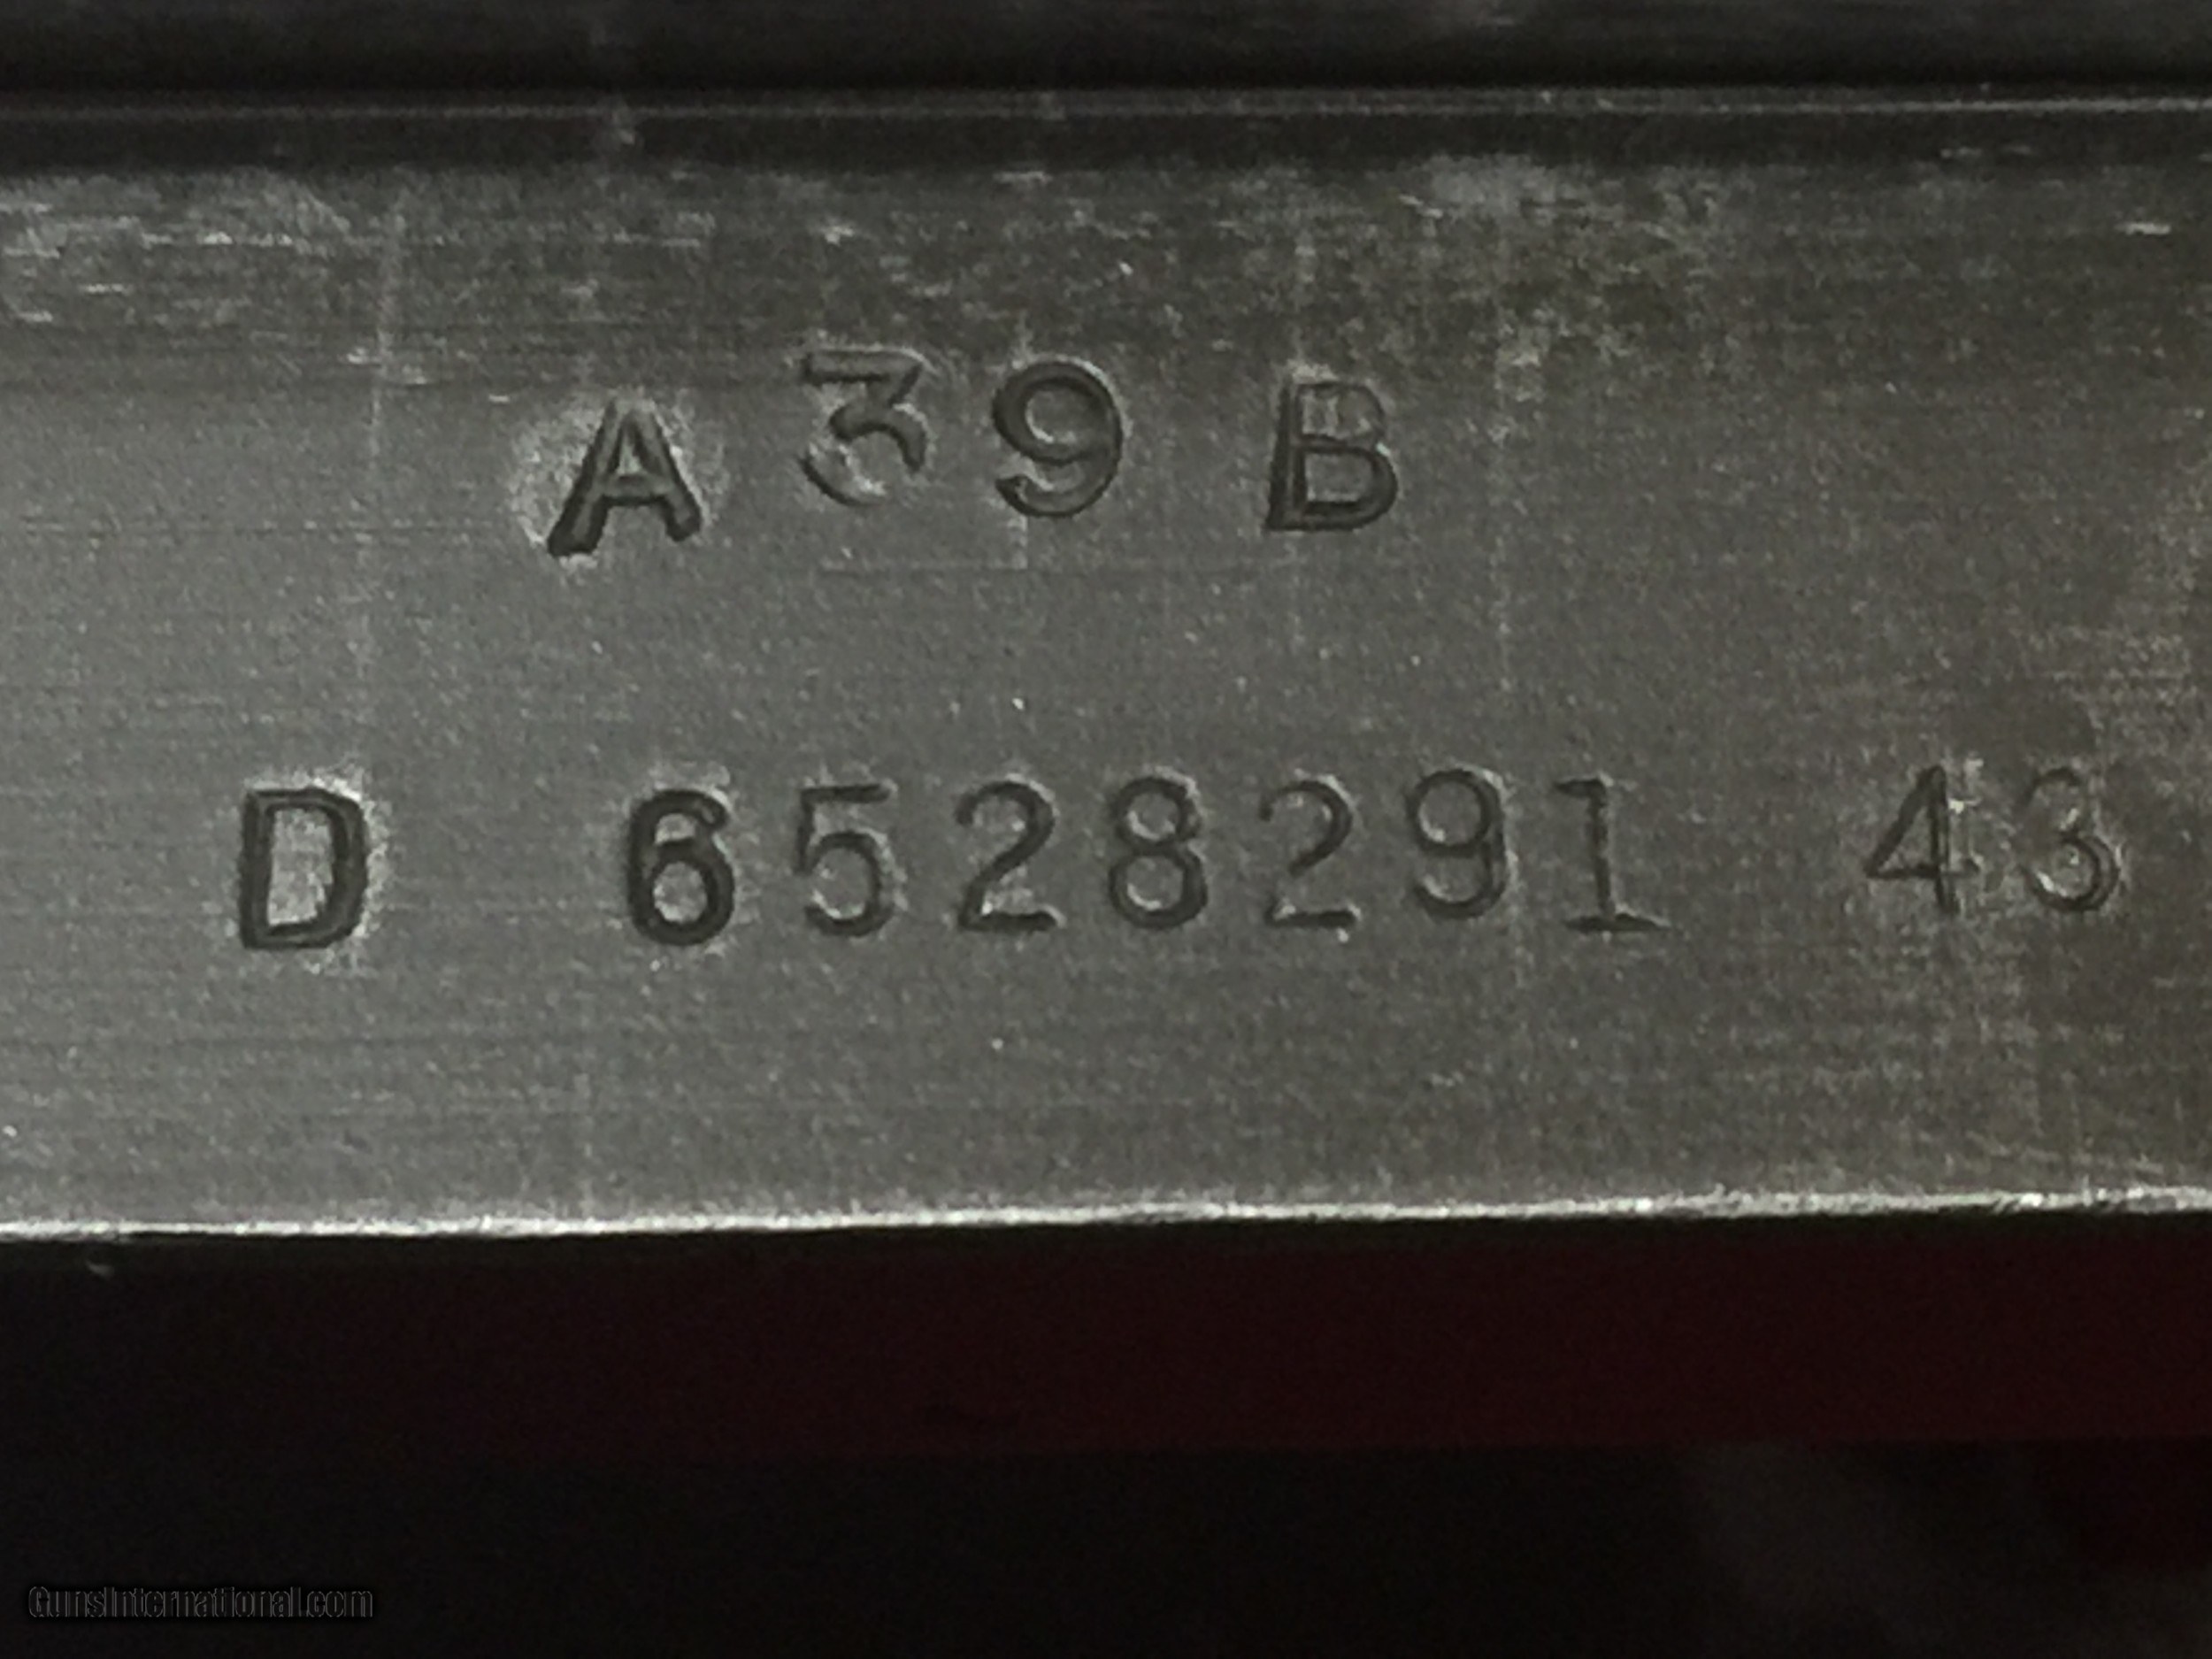 A 39 B
D 6528291 43
GunsInternational.com